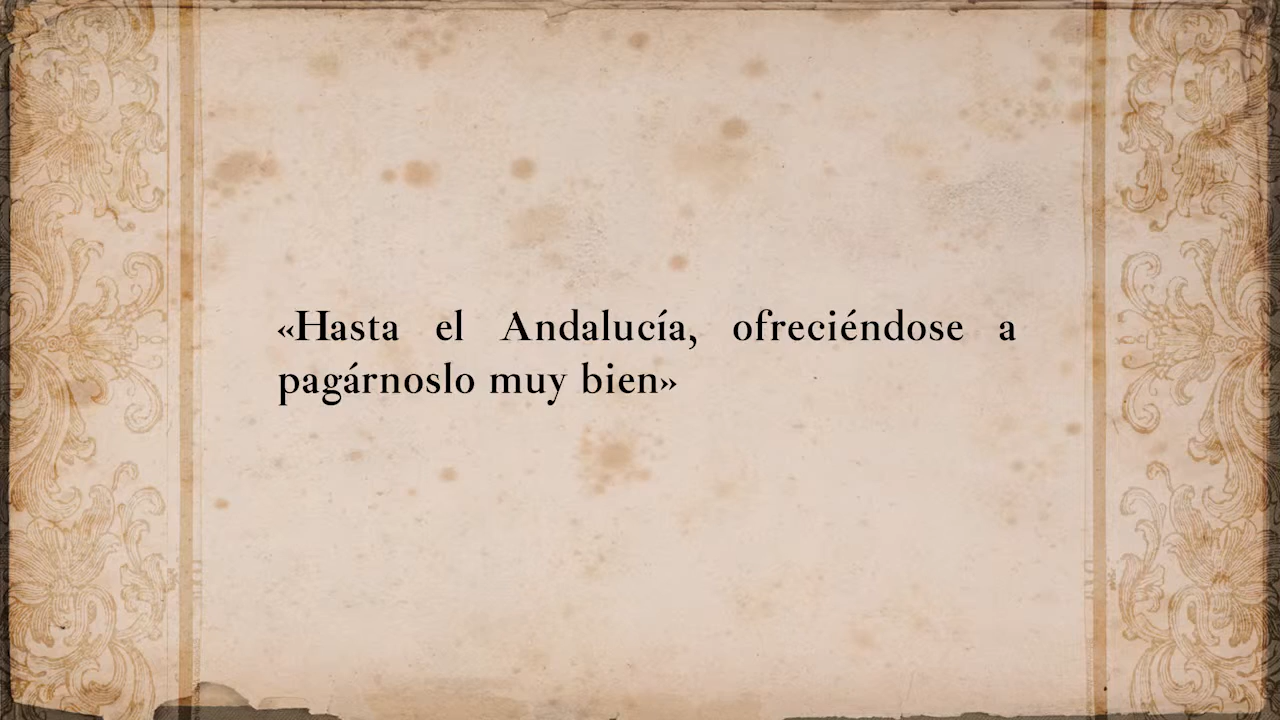 «Hasta el Andalucía, ofreciéndose a
pagárnoslo muy bien»